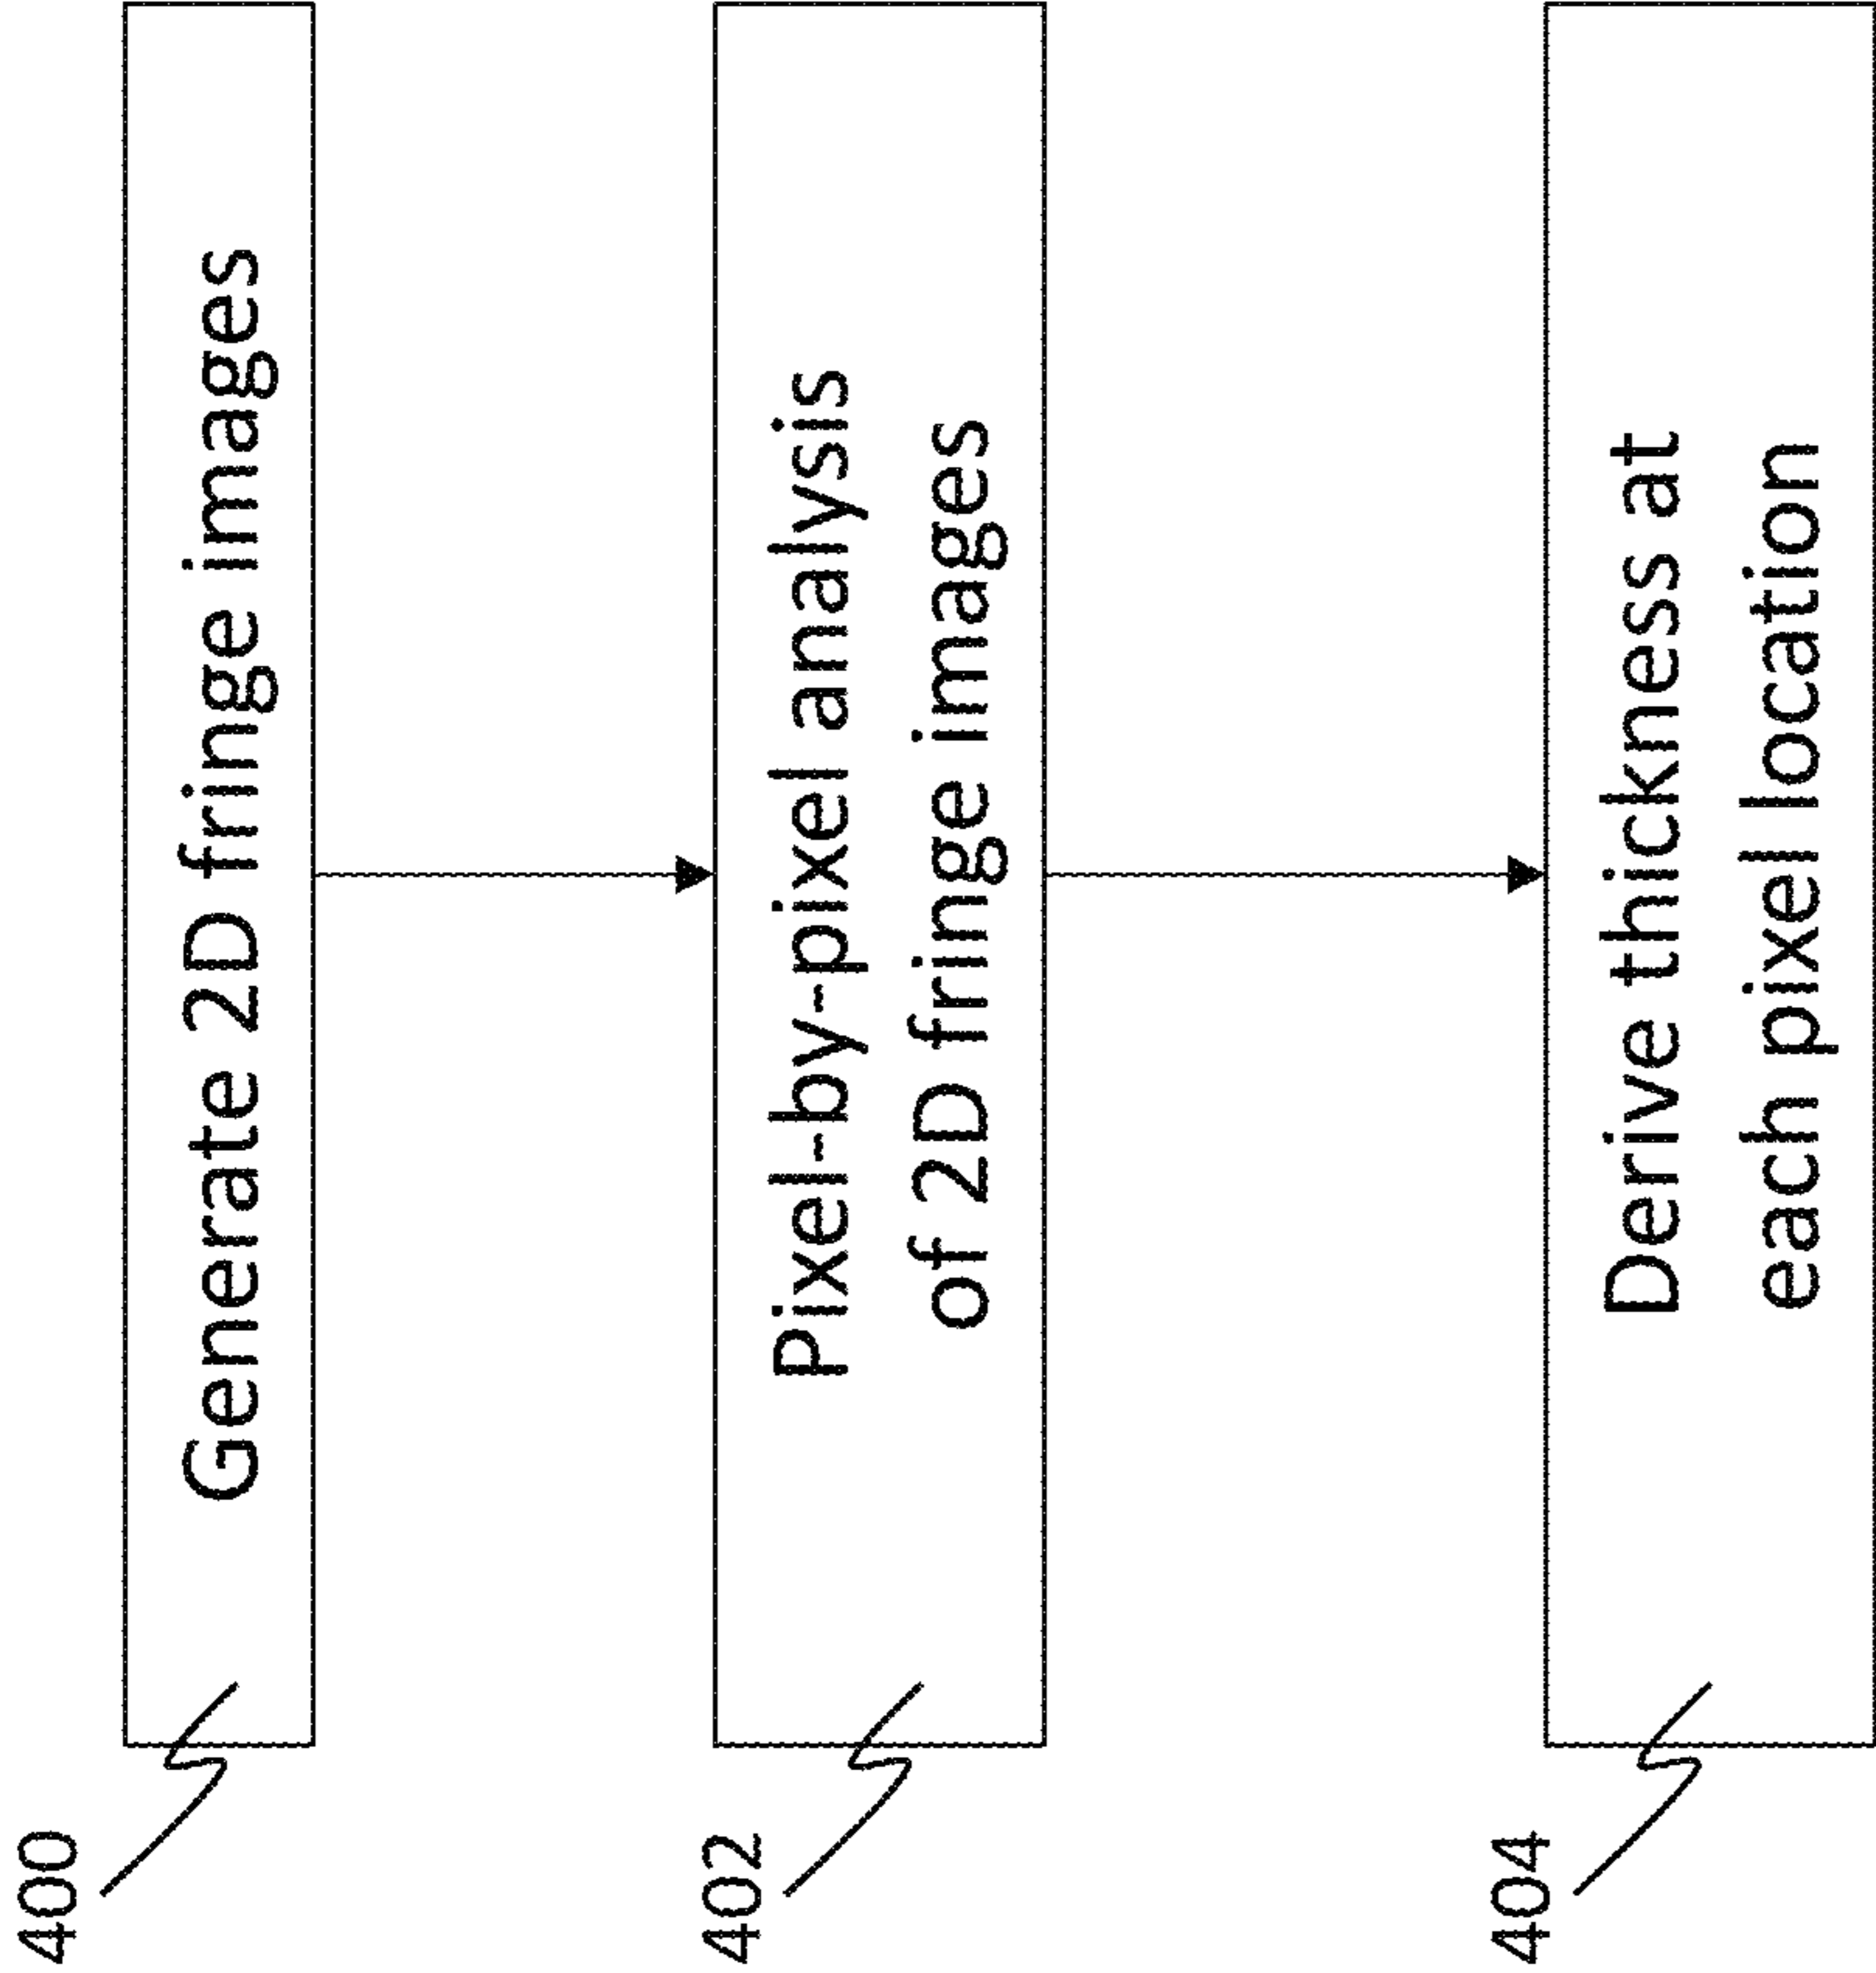 400
Generate 2D fringe images
402
Pixel-by-pixel analysis
of 2D fringe images
404
Derive thickness at
each pixel location